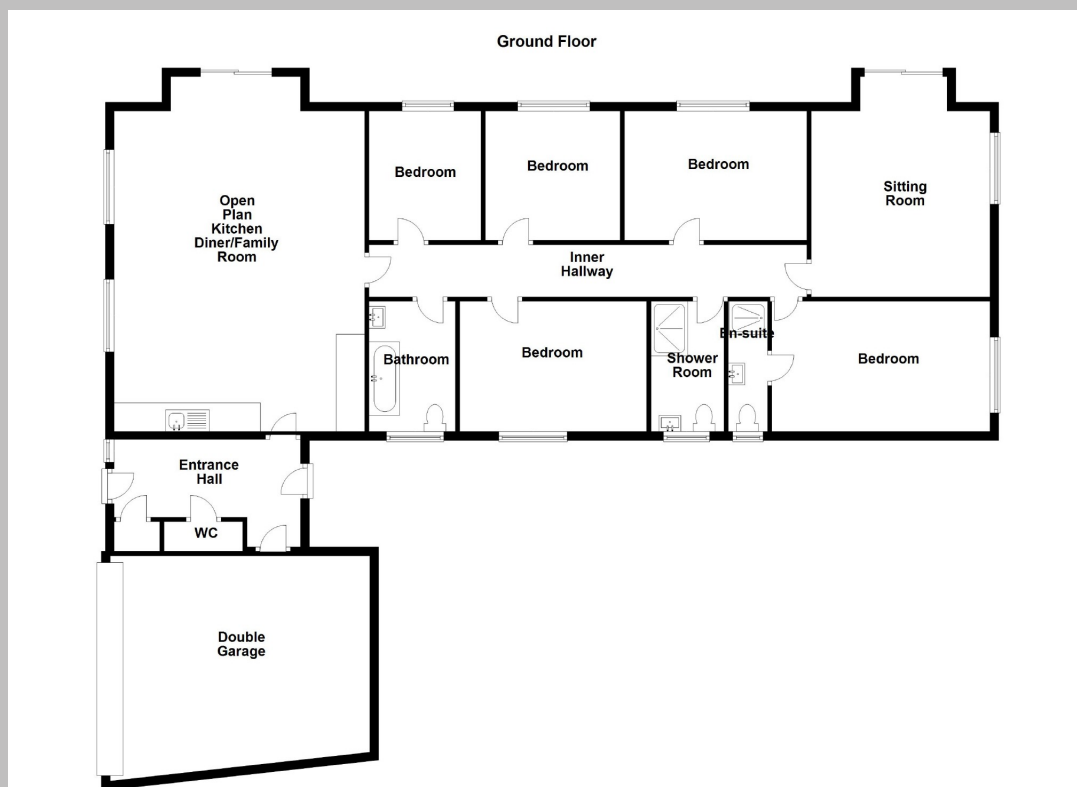 Ground Floor
Open
Plan
Kitchen
Diner/Family
Room
Bedroom
Bedroom
Bedroom
Sitting
Room
Inner
Hallway
Bathroom
Bedroom
Shower
Room
En-suite
Bedroom
Entrance
Hall
WC
Double
Garage